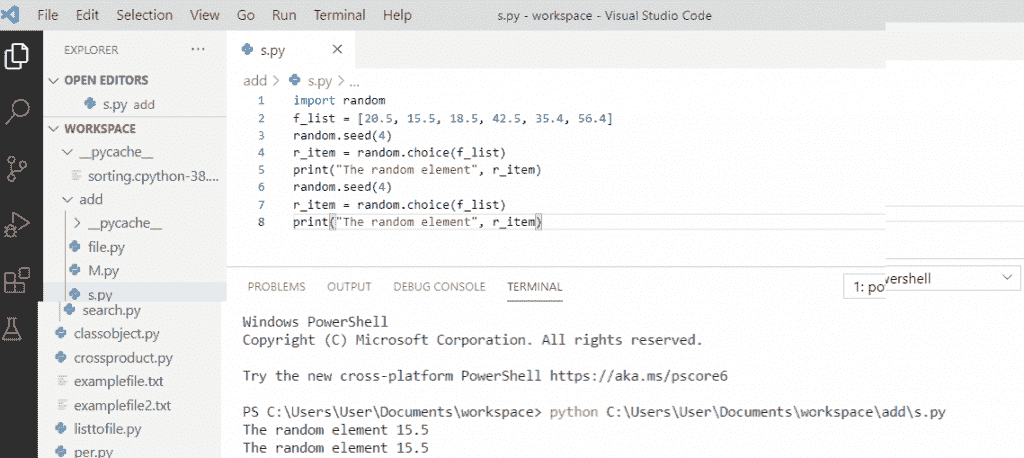 File Edit Selection View Go Run Terminal Help s.py - workspace - Visual Studio Code
EXPLORER ...
OPEN EDITORS
s.py add
WORKSPACE
__pycache__
sorting.cpython-38....
add
__pycache__
file.py
M.py
s.py
search.py
classobject.py
crossproduct.py
examplefile.txt
examplefile2.txt
listtofile.py
per.py
s.py
add > s.py > ...
1 import random
2 f_list = [20.5, 15.5, 18.5, 42.5, 35.4, 56.4]
3 random.seed(4)
4 r_item = random.choice(f_list)
5 print("The random element", r_item)
6 random.seed(4)
7 r_item = random.choice(f_list)
8 print("The random element", r_item)
PROBLEMS OUTPUT DEBUG CONSOLE TERMINAL 1: powershell
Windows PowerShell
Copyright (C) Microsoft Corporation. All rights reserved.
Try the new cross-platform PowerShell https://aka.ms/pscore6
PS C:\Users\User\Documents\workspace> python C:\Users\User\Documents\workspace\add\s.py
The random element 15.5
The random element 15.5